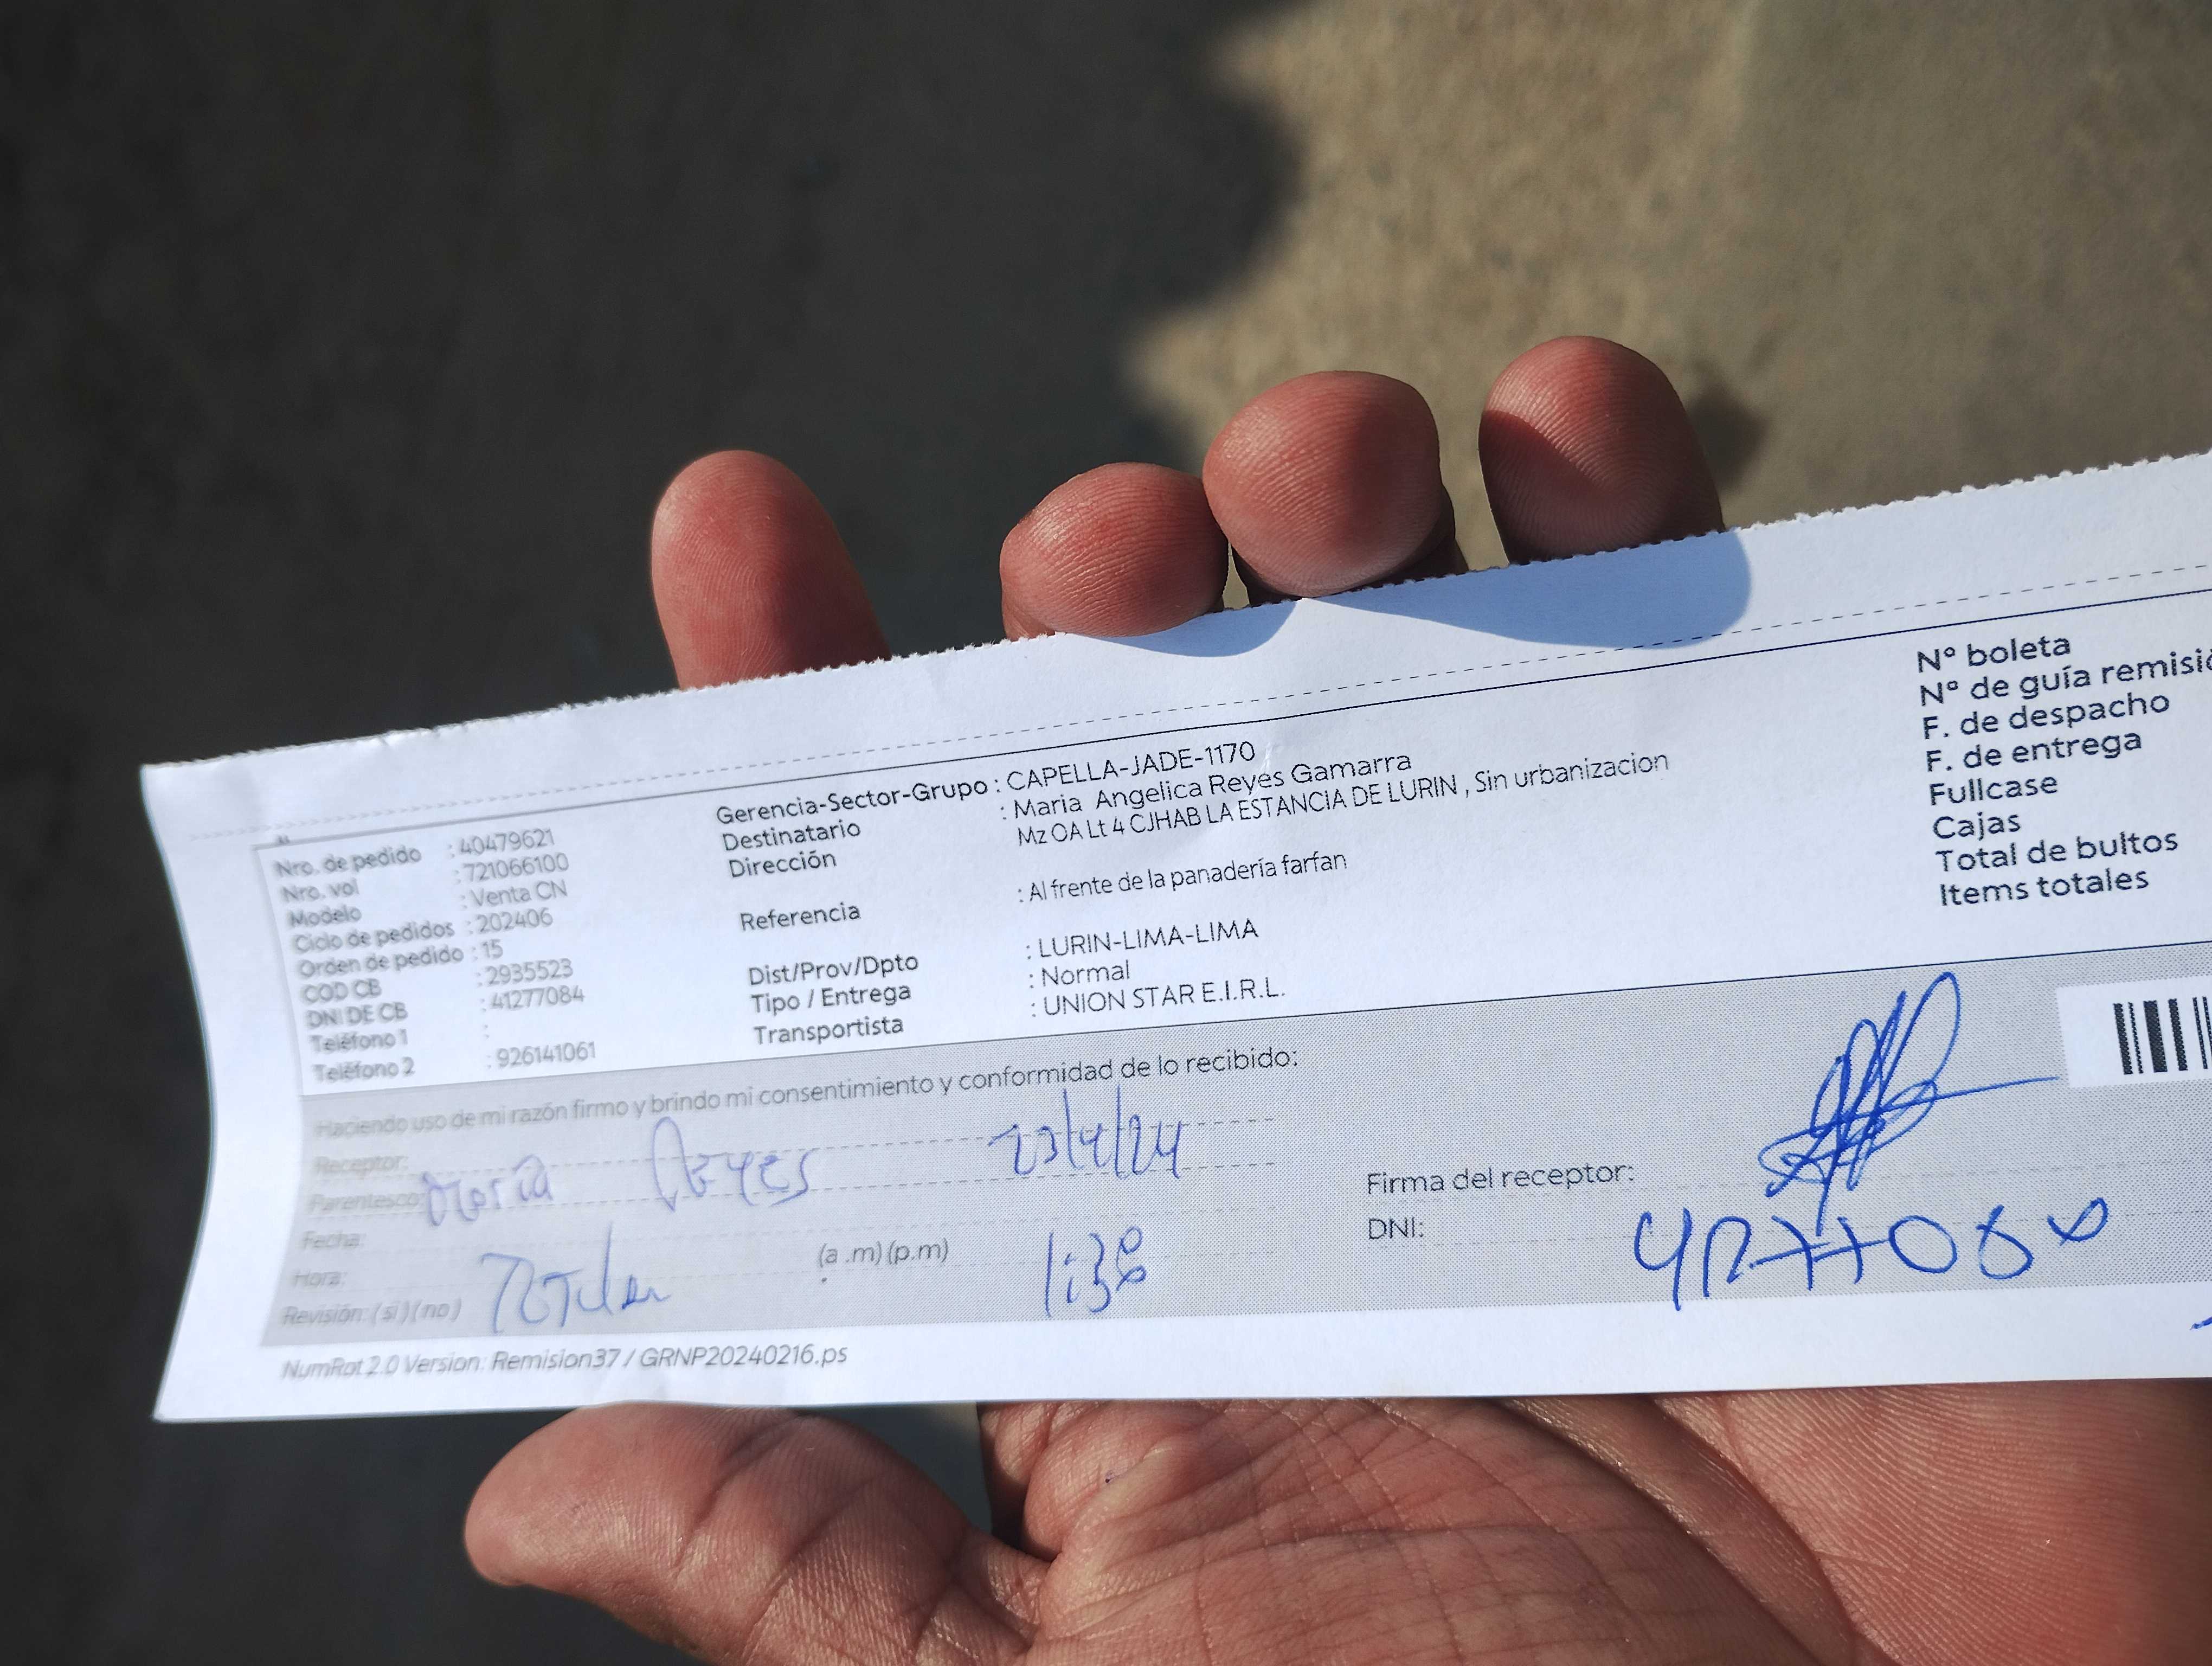 Nro. de pedido : 40479621
Nro. vol : 721066100
Modelo : Venta CN
Ciclo de pedidos : 202406
Orden de pedido : 15
COD CB : 2935523
DNI DE CB : 41277084
Teléfono 1 :
Teléfono 2 : 926141061
Gerencia-Sector-Grupo : CAPELLA-JADE-1170
Destinatario : Maria Angelica Reyes Gamarra
Dirección : Mz OA Lt 4 CJHAB LA ESTANCIA DE LURIN , Sin urbanizacion
Referencia : Al frente de la panadería farfan
Dist/Prov/Dpto : LURIN-LIMA-LIMA
Tipo / Entrega : Normal
Transportista : UNION STAR E.I.R.L.
N° boleta
N° de guía remisió
F. de despacho
F. de entrega
Fullcase
Cajas
Total de bultos
Items totales
Haciendo uso de mi razón firmo y brindo mi consentimiento y conformidad de lo recibido:
Receptor:
Parentesco: María Reyes 23/4/24
Fecha:
Hora: (a .m) (p.m) 1:38
Revisión: (si) (no) Titular
Firma del receptor:
DNI:
NumRot 2.0 Version: Remision37 / GRNP20240216.ps